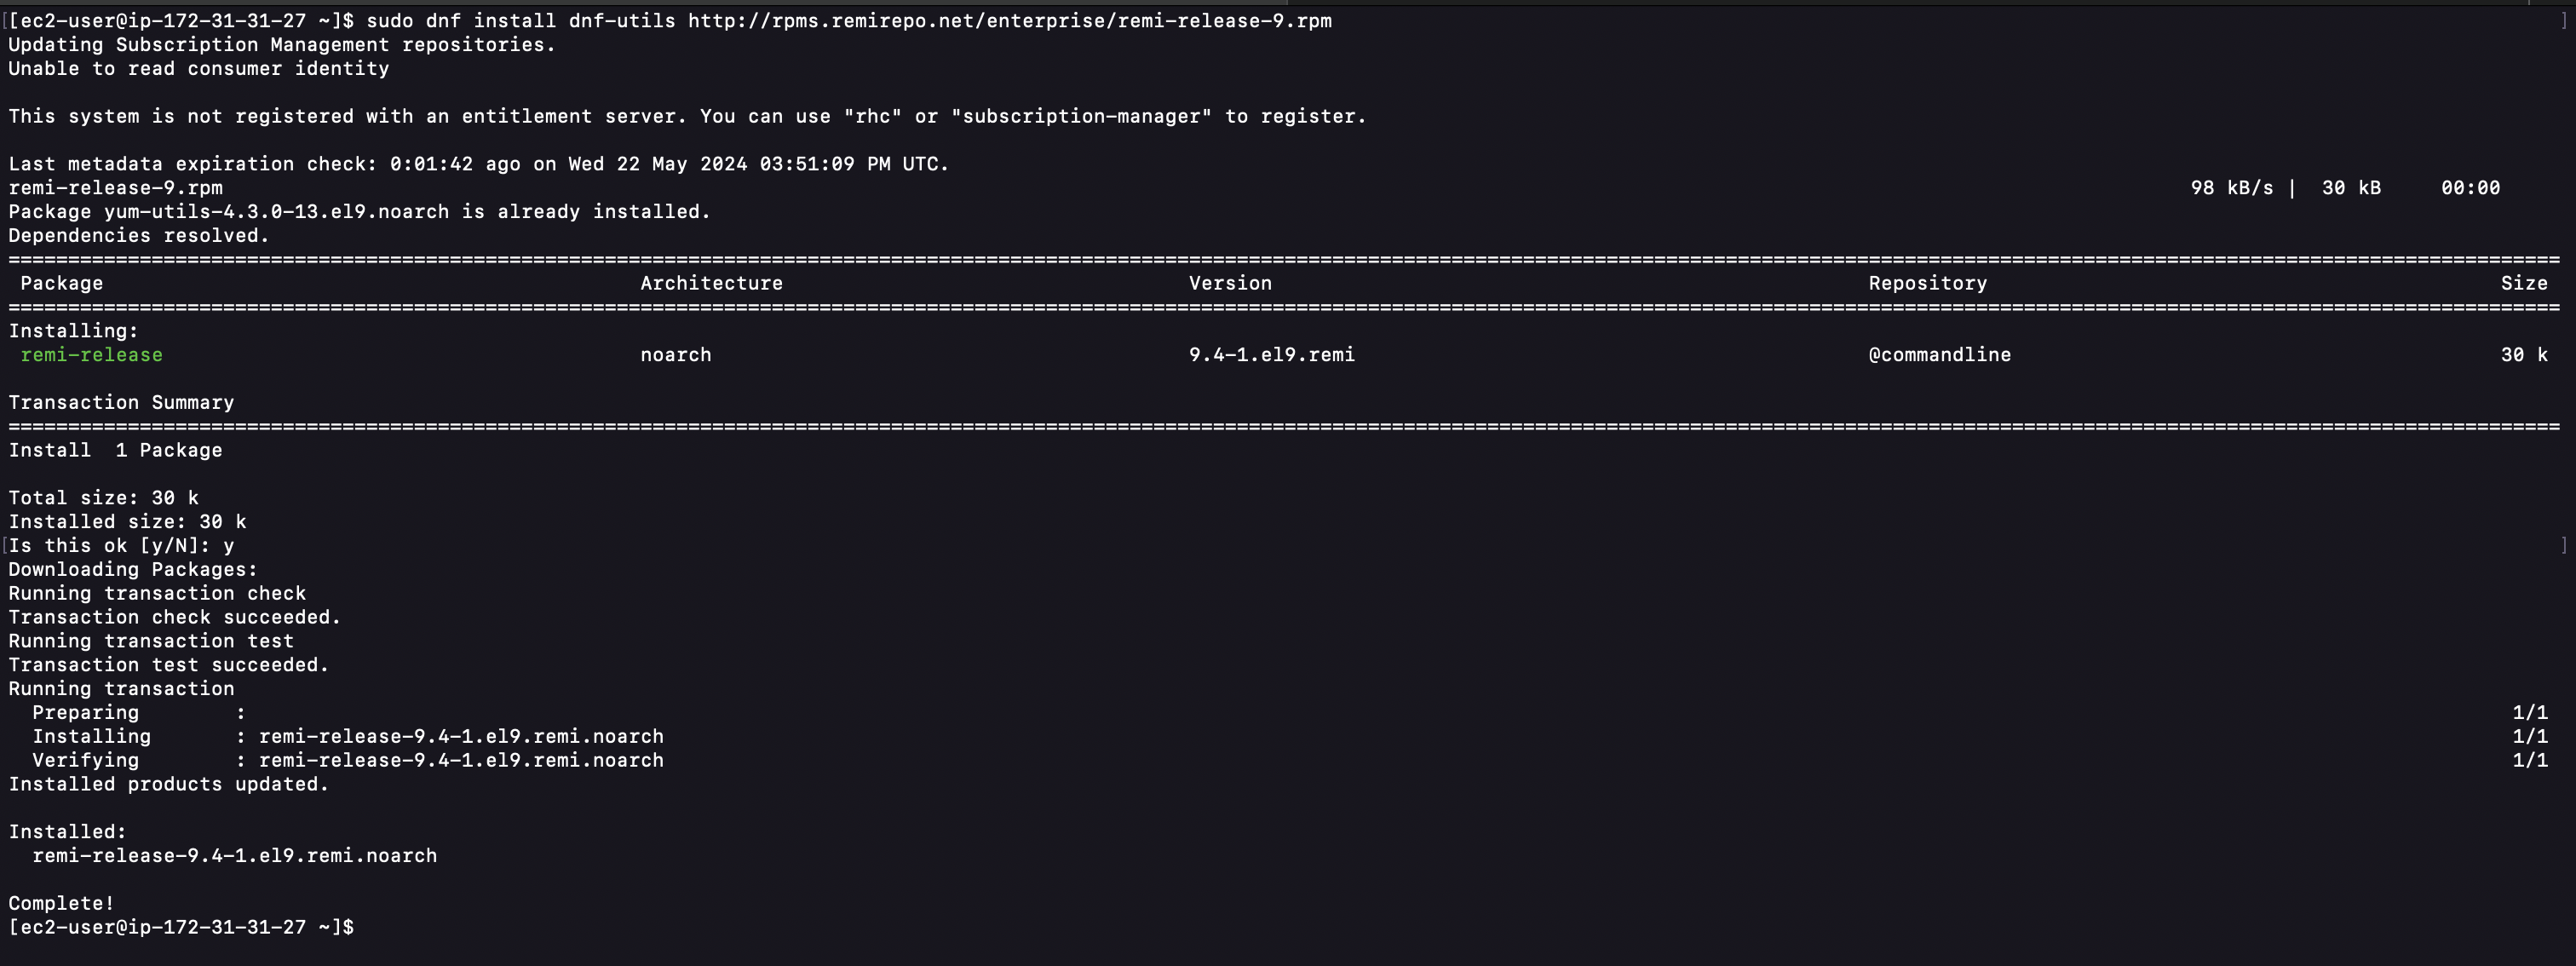 [ec2-user@ip-172-31-31-27 ~]$ sudo dnf install dnf-utils http://rpms.remirepo.net/enterprise/remi-release-9.rpm
Updating Subscription Management repositories.
Unable to read consumer identity
This system is not registered with an entitlement server. You can use "rhc" or "subscription-manager" to register.
Last metadata expiration check: 0:01:42 ago on Wed 22 May 2024 03:51:09 PM UTC.
remi-release-9.rpm 98 kB/s | 30 kB 00:00
Package yum-utils-4.3.0-13.el9.noarch is already installed.
Dependencies resolved.
Package Architecture Version Repository Size
Installing:
remi-release noarch 9.4-1.el9.remi @commandline 30 k
Transaction Summary
Install 1 Package
Total size: 30 k
Installed size: 30 k
Is this ok [y/N]: y
Downloading Packages:
Running transaction check
Transaction check succeeded.
Running transaction test
Transaction test succeeded.
Running transaction
Preparing : 1/1
Installing : remi-release-9.4-1.el9.remi.noarch 1/1
Verifying : remi-release-9.4-1.el9.remi.noarch 1/1
Installed products updated.
Installed:
remi-release-9.4-1.el9.remi.noarch
Complete!
[ec2-user@ip-172-31-31-27 ~]$